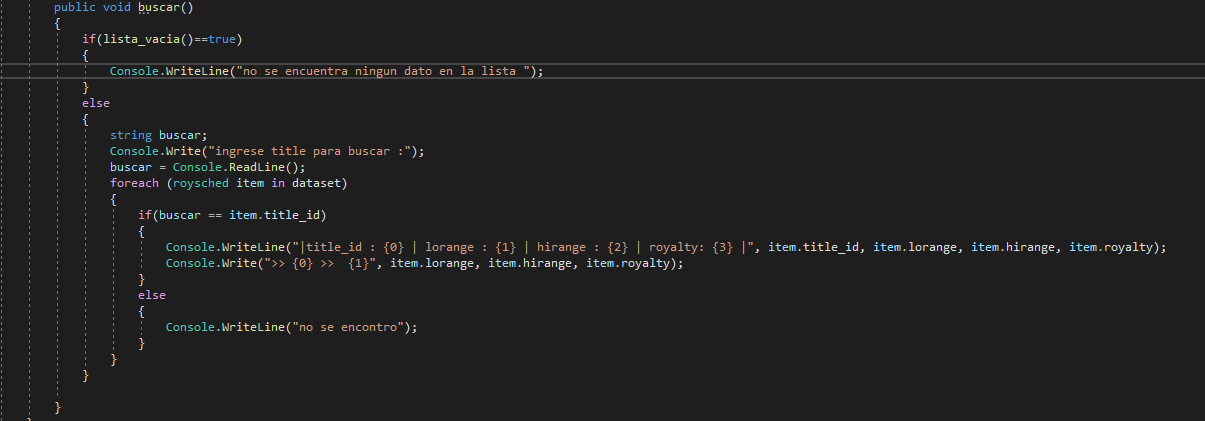 public void buscar()
{
if(lista_vacia()==true)
{
Console.WriteLine("no se encuentra ningun dato en la lista ");
}
else
{
string buscar;
Console.Write("ingrese title para buscar :");
buscar = Console.ReadLine();
foreach (roysched item in dataset)
{
if(buscar == item.title_id)
{
Console.WriteLine("|title_id : {0} | lorange : {1} | hirange : {2} | royalty: {3} |", item.title_id, item.lorange, item.hirange, item.royalty);
Console.Write(">> {0} >>  {1}", item.lorange, item.hirange, item.royalty);
}
else
{
Console.WriteLine("no se encontro");
}
}
}
}